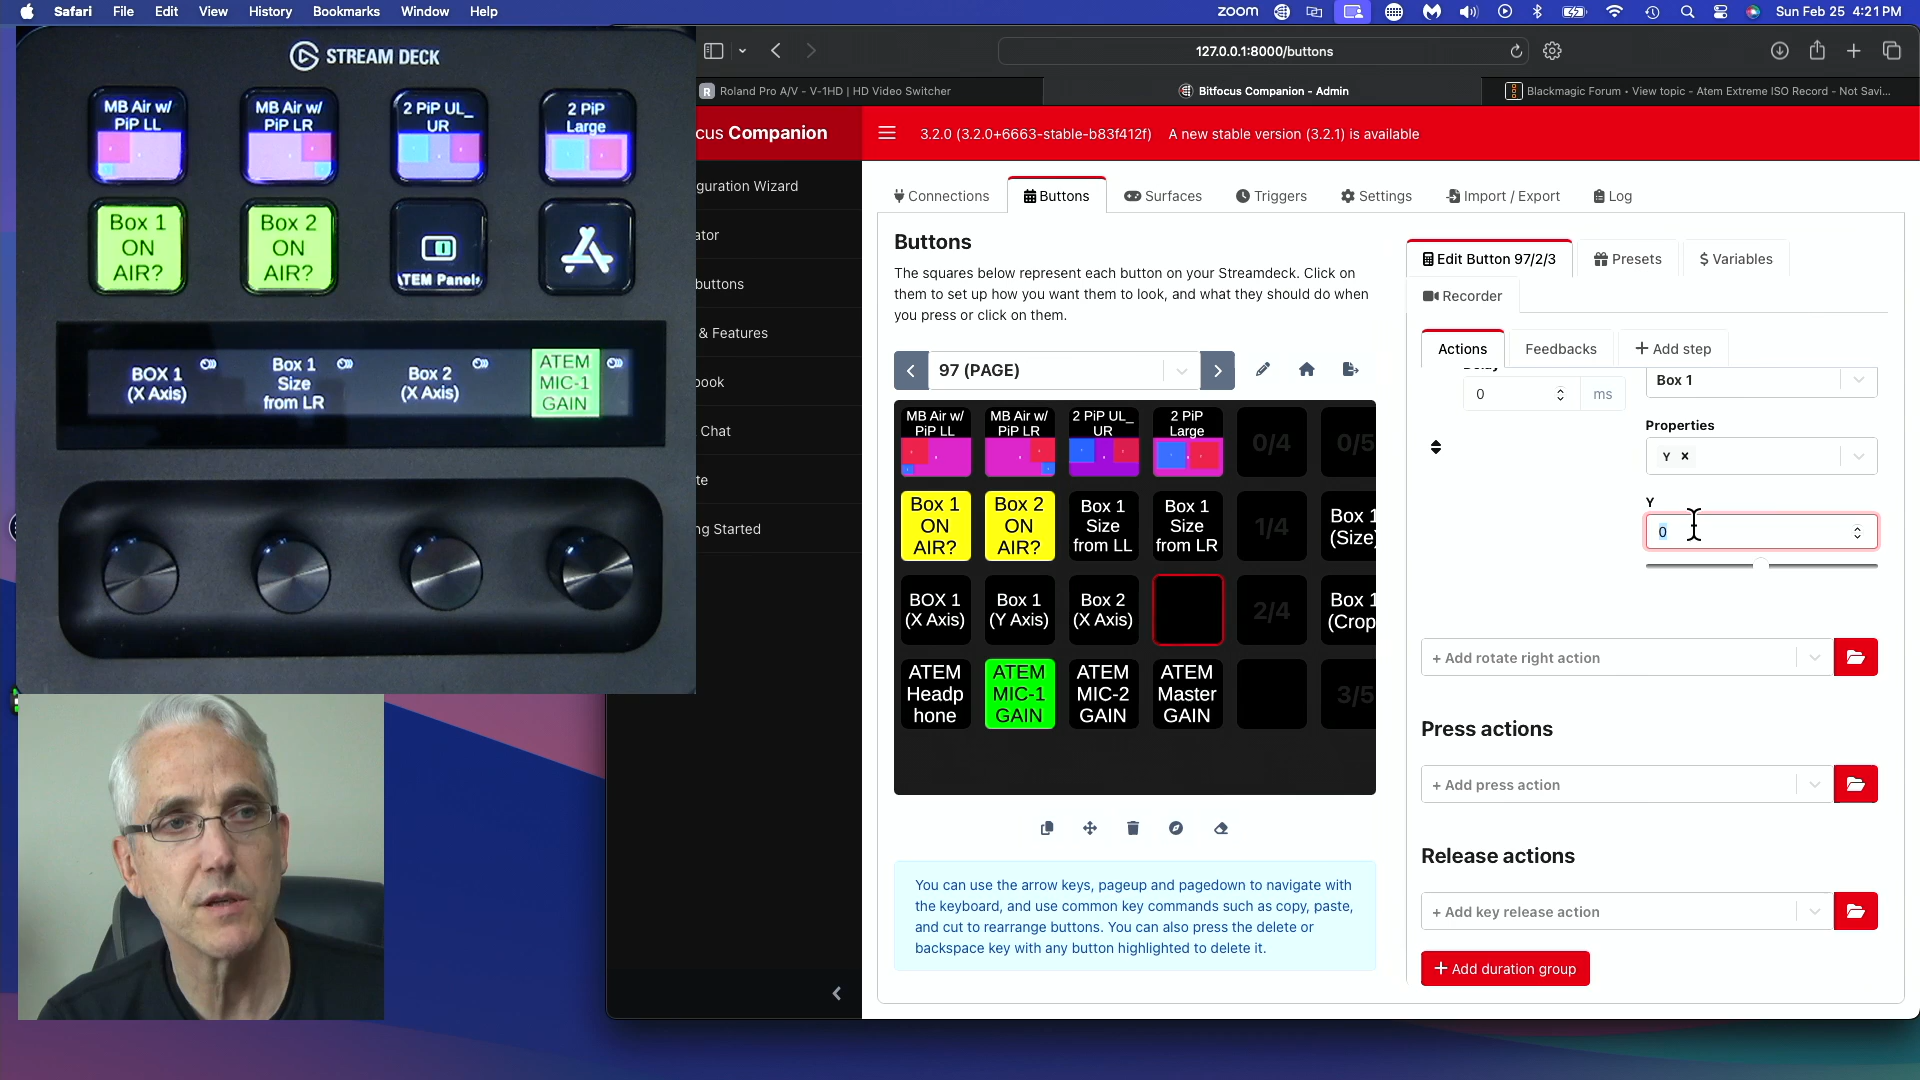 Safari File Edit View History Bookmarks Window Help
zoom
Sun Feb 25 4:21 PM
STREAM DECK
MB Air w/
PiP LL
MB Air w/
PiP LR
2 PiP UL_
UR
2 PiP
Large
Box 1
ON
AIR?
Box 2
ON
AIR?
ATEM Panels
BOX 1
(X Axis)
Box 1
Size
from LR
Box 2
(X Axis)
ATEM
MIC-1
GAIN
127.0.0.1:8000/buttons
R Roland Pro A/V - V-1HD | HD Video Switcher
Bitfocus Companion - Admin
Blackmagic Forum • View topic - Atem Extreme ISO Record - Not Savi...
cus Companion
3.2.0 (3.2.0+6663-stable-b83f412f) A new stable version (3.2.1) is available
guration Wizard
ator
buttons
& Features
book
Chat
te
ng Started
Connections
Buttons
Surfaces
Triggers
Settings
Import / Export
Log
Buttons
The squares below represent each button on your Streamdeck. Click on
them to set up how you want them to look, and what they should do when
you press or click on them.
97 (PAGE)
MB Air w/
PiP LL
MB Air w/
PiP LR
2 PiP UL_
UR
2 PiP
Large
0/4
0/5
Box 1
ON
AIR?
Box 2
ON
AIR?
Box 1
Size
from LL
Box 1
Size
from LR
1/4
Box 1
(Size)
BOX 1
(X Axis)
Box 1
(Y Axis)
Box 2
(X Axis)
2/4
Box 1
(Crop
ATEM
Headp
hone
ATEM
MIC-1
GAIN
ATEM
MIC-2
GAIN
ATEM
Master
GAIN
3/5
You can use the arrow keys, pageup and pagedown to navigate with
the keyboard, and use common key commands such as copy, paste,
and cut to rearrange buttons. You can also press the delete or
backspace key with any button highlighted to delete it.
Edit Button 97/2/3
Presets
$ Variables
Recorder
Actions
Feedbacks
+ Add step
Delay
0
ms
Box 1
Properties
Y ×
Y
0
+ Add rotate right action
Press actions
+ Add press action
Release actions
+ Add key release action
+ Add duration group